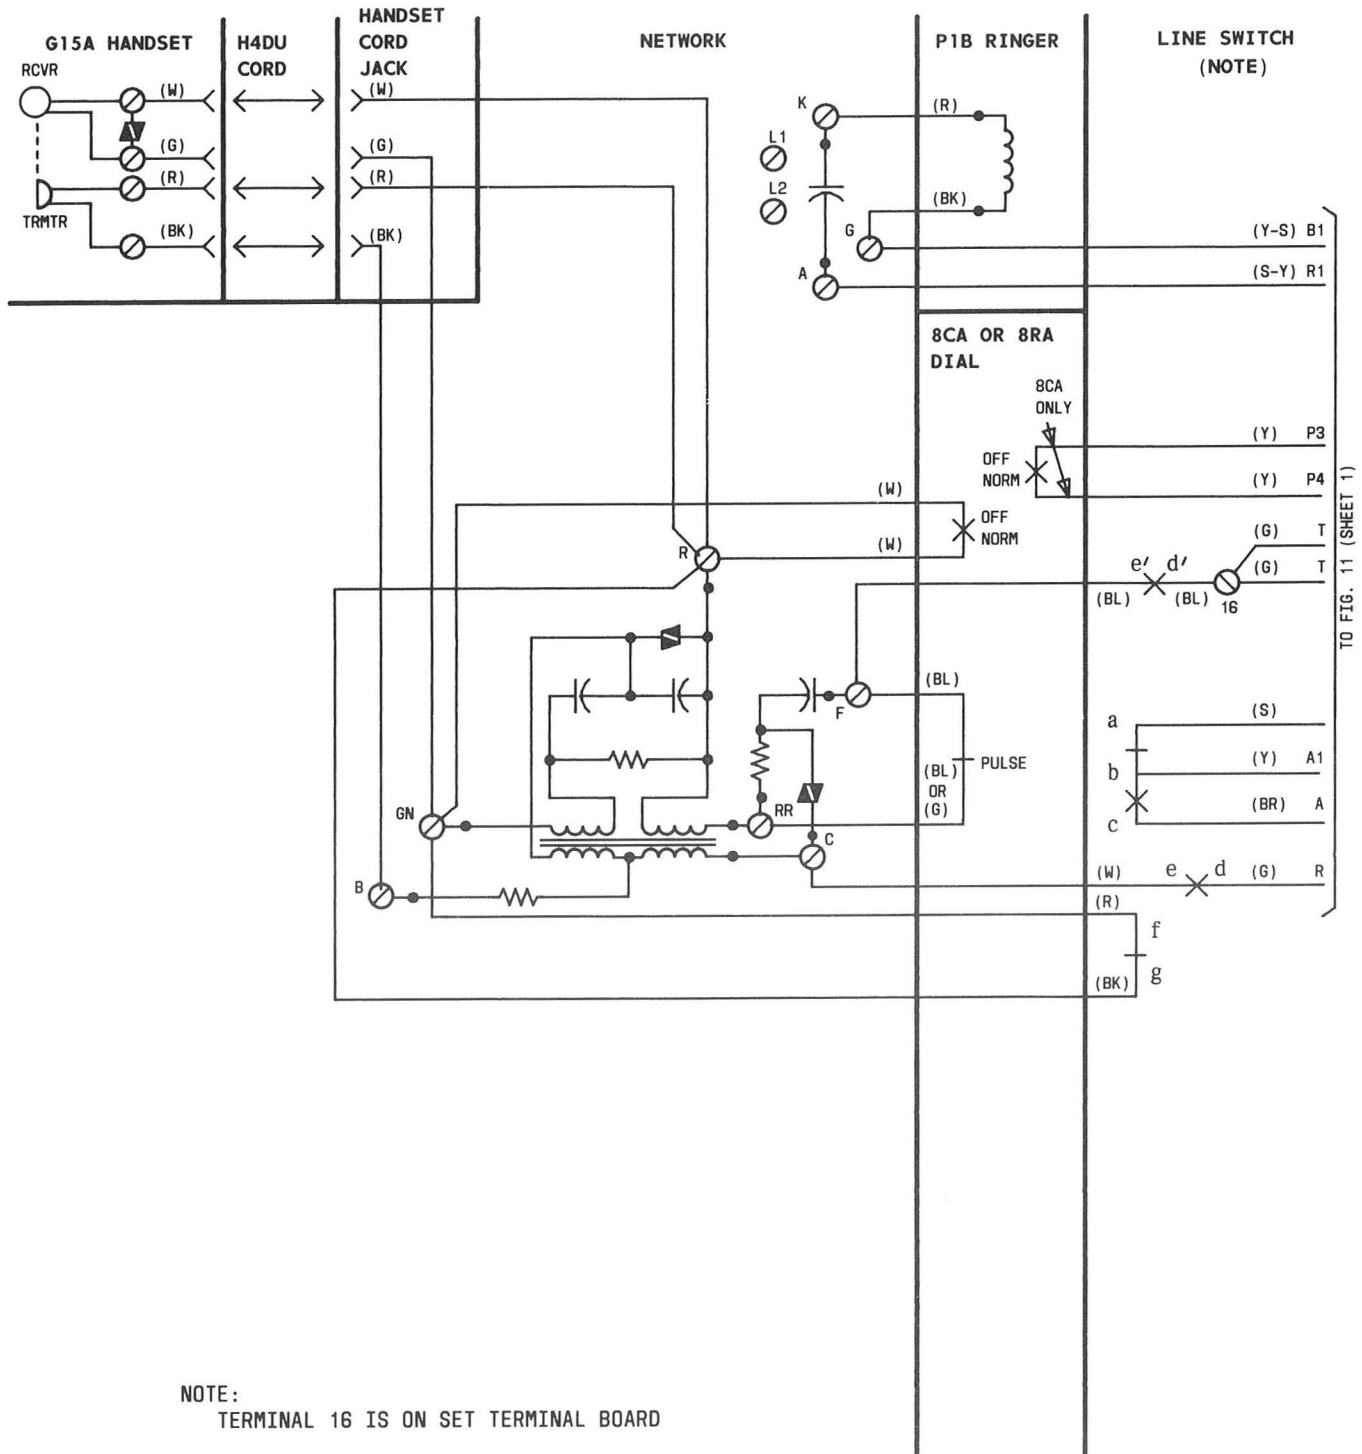 G15A HANDSET
H4DU
CORD
HANDSET
CORD
JACK
NETWORK
P1B RINGER
LINE SWITCH
(NOTE)
RCVR
(W)
(W)
(G)
(G)
(R)
(R)
TRMTR
(BK)
(BK)
K
(R)
L1
L2
(BK)
G
(Y-S) B1
A
(S-Y) R1
8CA OR 8RA
DIAL
8CA
ONLY
(Y) P3
OFF
NORM
(Y) P4
(W)
OFF
NORM
(G) T
R
(W)
(G) T
e′ d′
(BL) (BL) 16
TO FIG. 11 (SHEET 1)
(BL)
F
a
(S)
PULSE
(BL)
OR
(G)
b
(Y) A1
GN
RR
c
(BR) A
C
B
(W) e d (G) R
(R)
f
g
(BK)
NOTE:
TERMINAL 16 IS ON SET TERMINAL BOARD